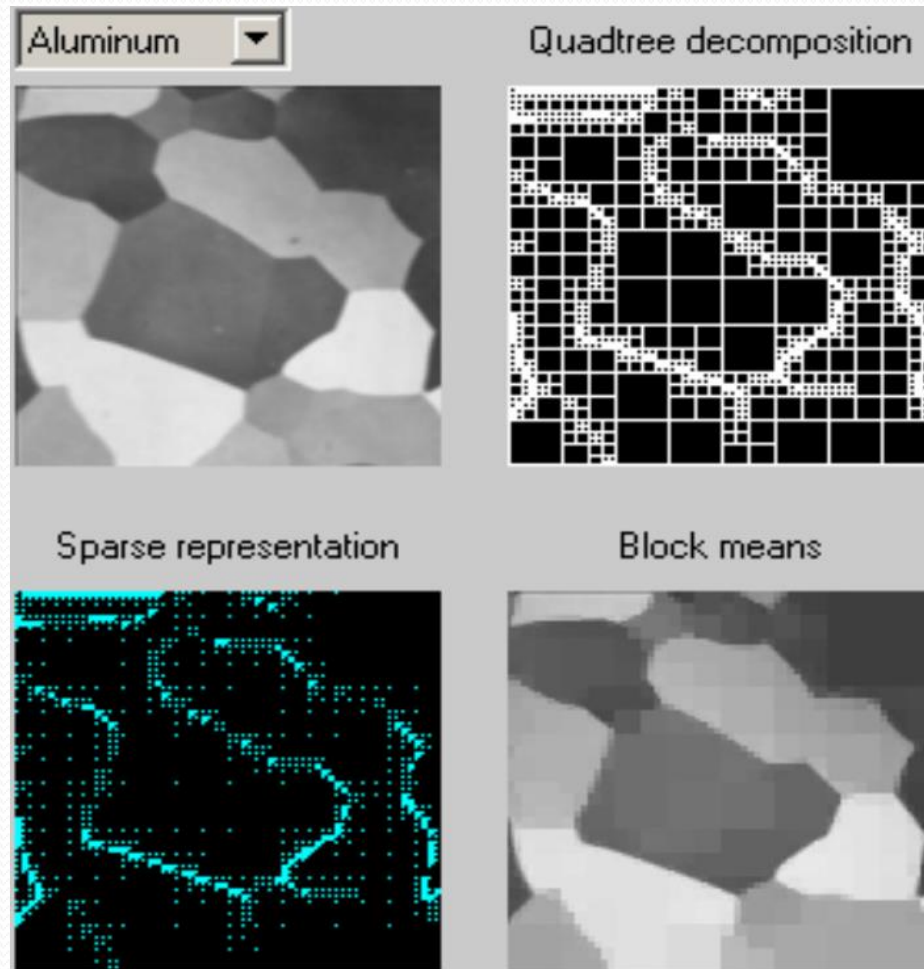 Aluminum
Quadtree decomposition
Sparse representation
Block means